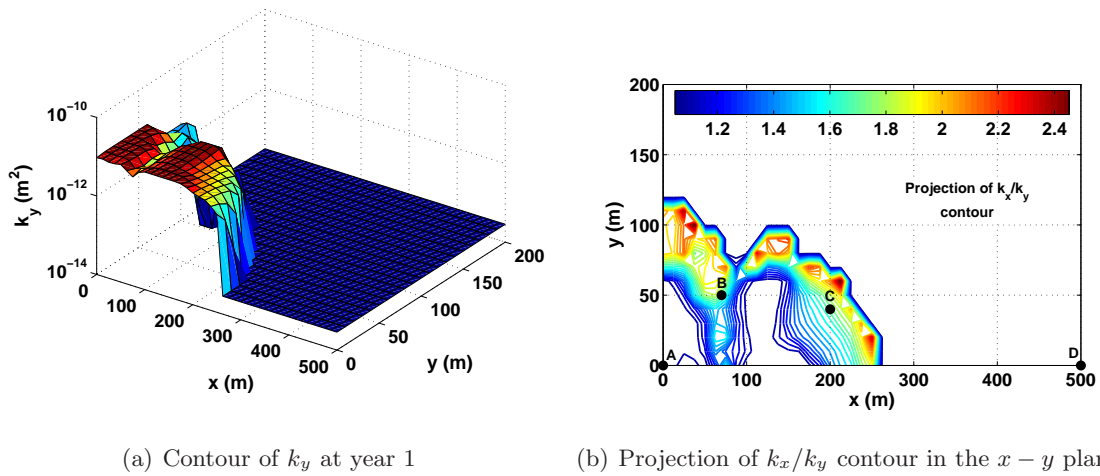 10^{-10}
10^{-12}
10^{-14}
k_y (m^2)
0
100
200
300
400
500
x (m)
0
50
100
150
200
y (m)
(a) Contour of k_y at year 1
200
150
100
50
0
y (m)
1.2 1.4 1.6 1.8 2 2.2 2.4
Projection of k_x/k_y
contour
A
B
C
D
0 100 200 300 400 500
x (m)
(b) Projection of k_x/k_y contour in the x − y plan